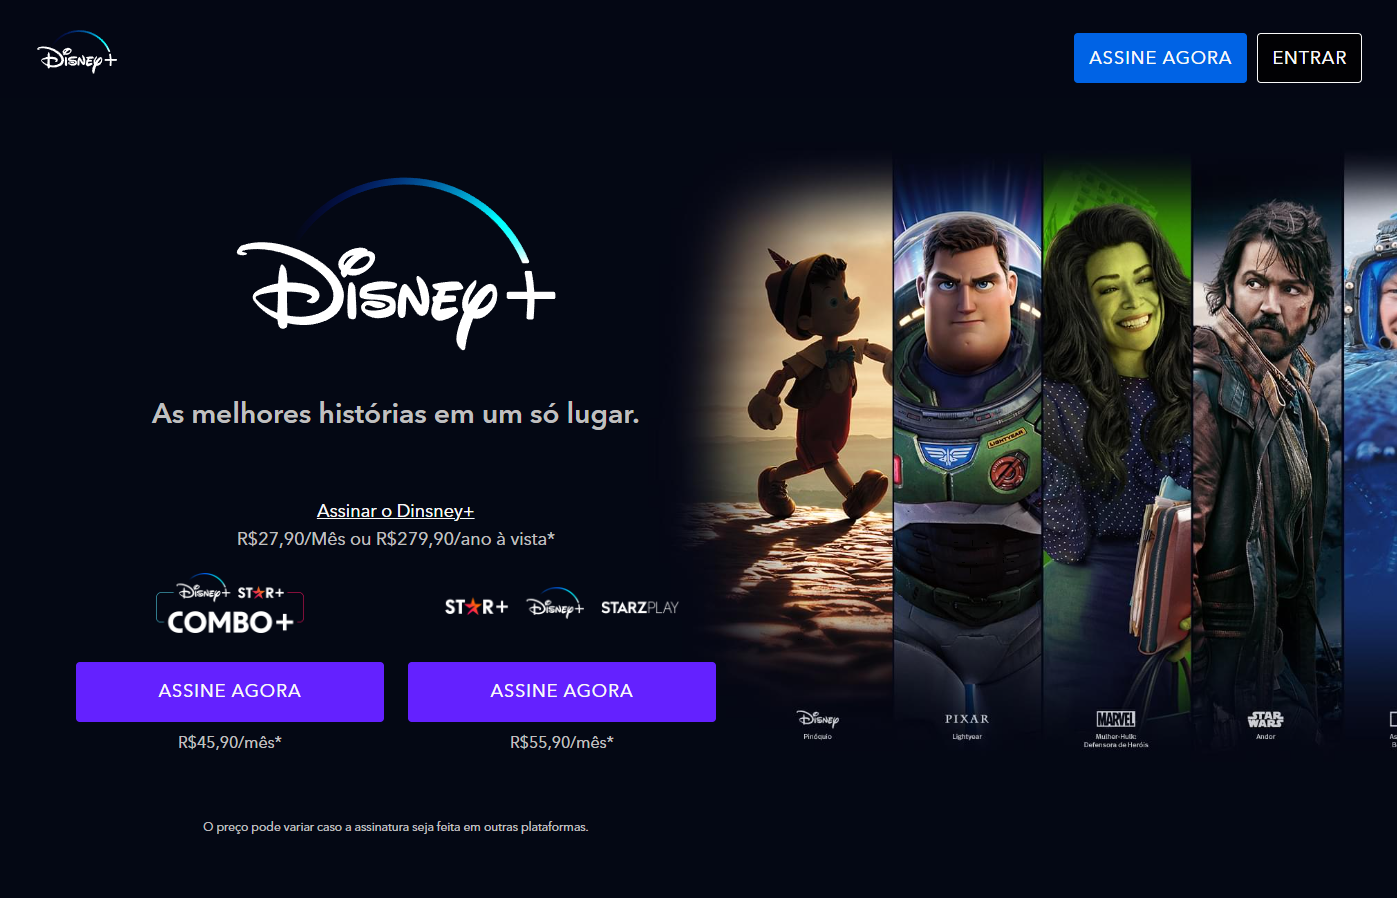 Disney+
ASSINE AGORA
ENTRAR
Disney+
As melhores histórias em um só lugar.
Assinar o Dinsney+
R$27,90/Mês ou R$279,90/ano à vista*
Disney+ STAR+
COMBO+
STAR+ Disney+ STARZPLAY
ASSINE AGORA
ASSINE AGORA
R$45,90/mês*
R$55,90/mês*
O preço pode variar caso a assinatura seja feita em outras plataformas.
LIGHTYEAR
Disney
Pinóquio
PIXAR
Lightyear
MARVEL
Mulher-Hulk:
Defensora de Heróis
STAR
WARS
Andor